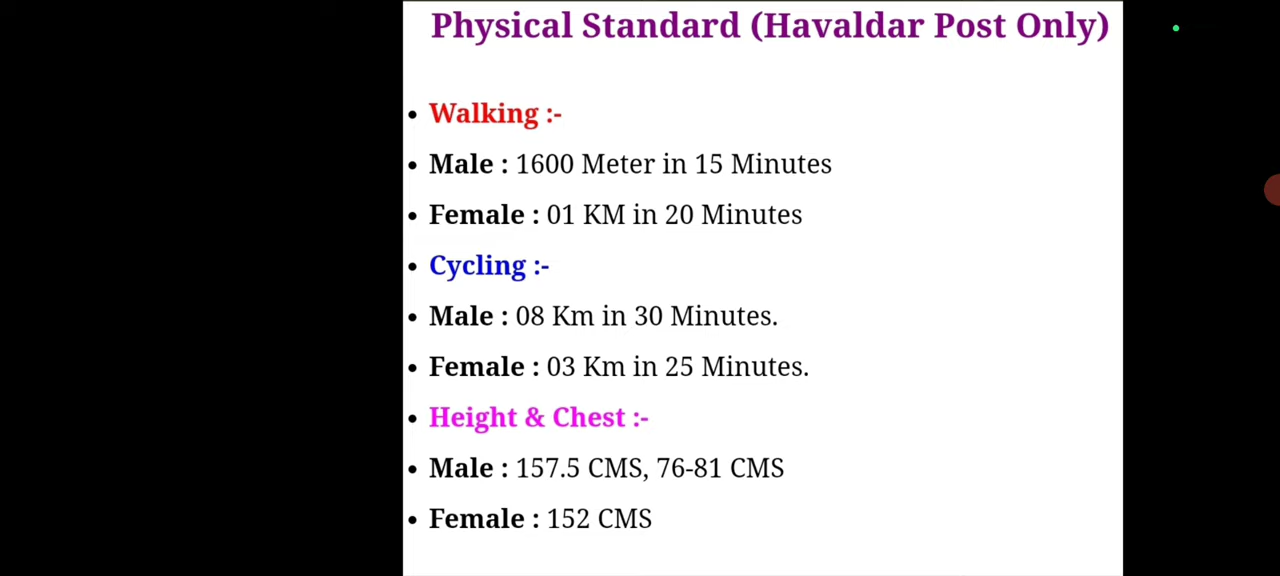 Physical Standard (Havaldar Post Only)
• Walking :-
• Male : 1600 Meter in 15 Minutes
• Female : 01 KM in 20 Minutes
• Cycling :-
• Male : 08 Km in 30 Minutes.
• Female : 03 Km in 25 Minutes.
• Height & Chest :-
• Male : 157.5 CMS, 76-81 CMS
• Female : 152 CMS